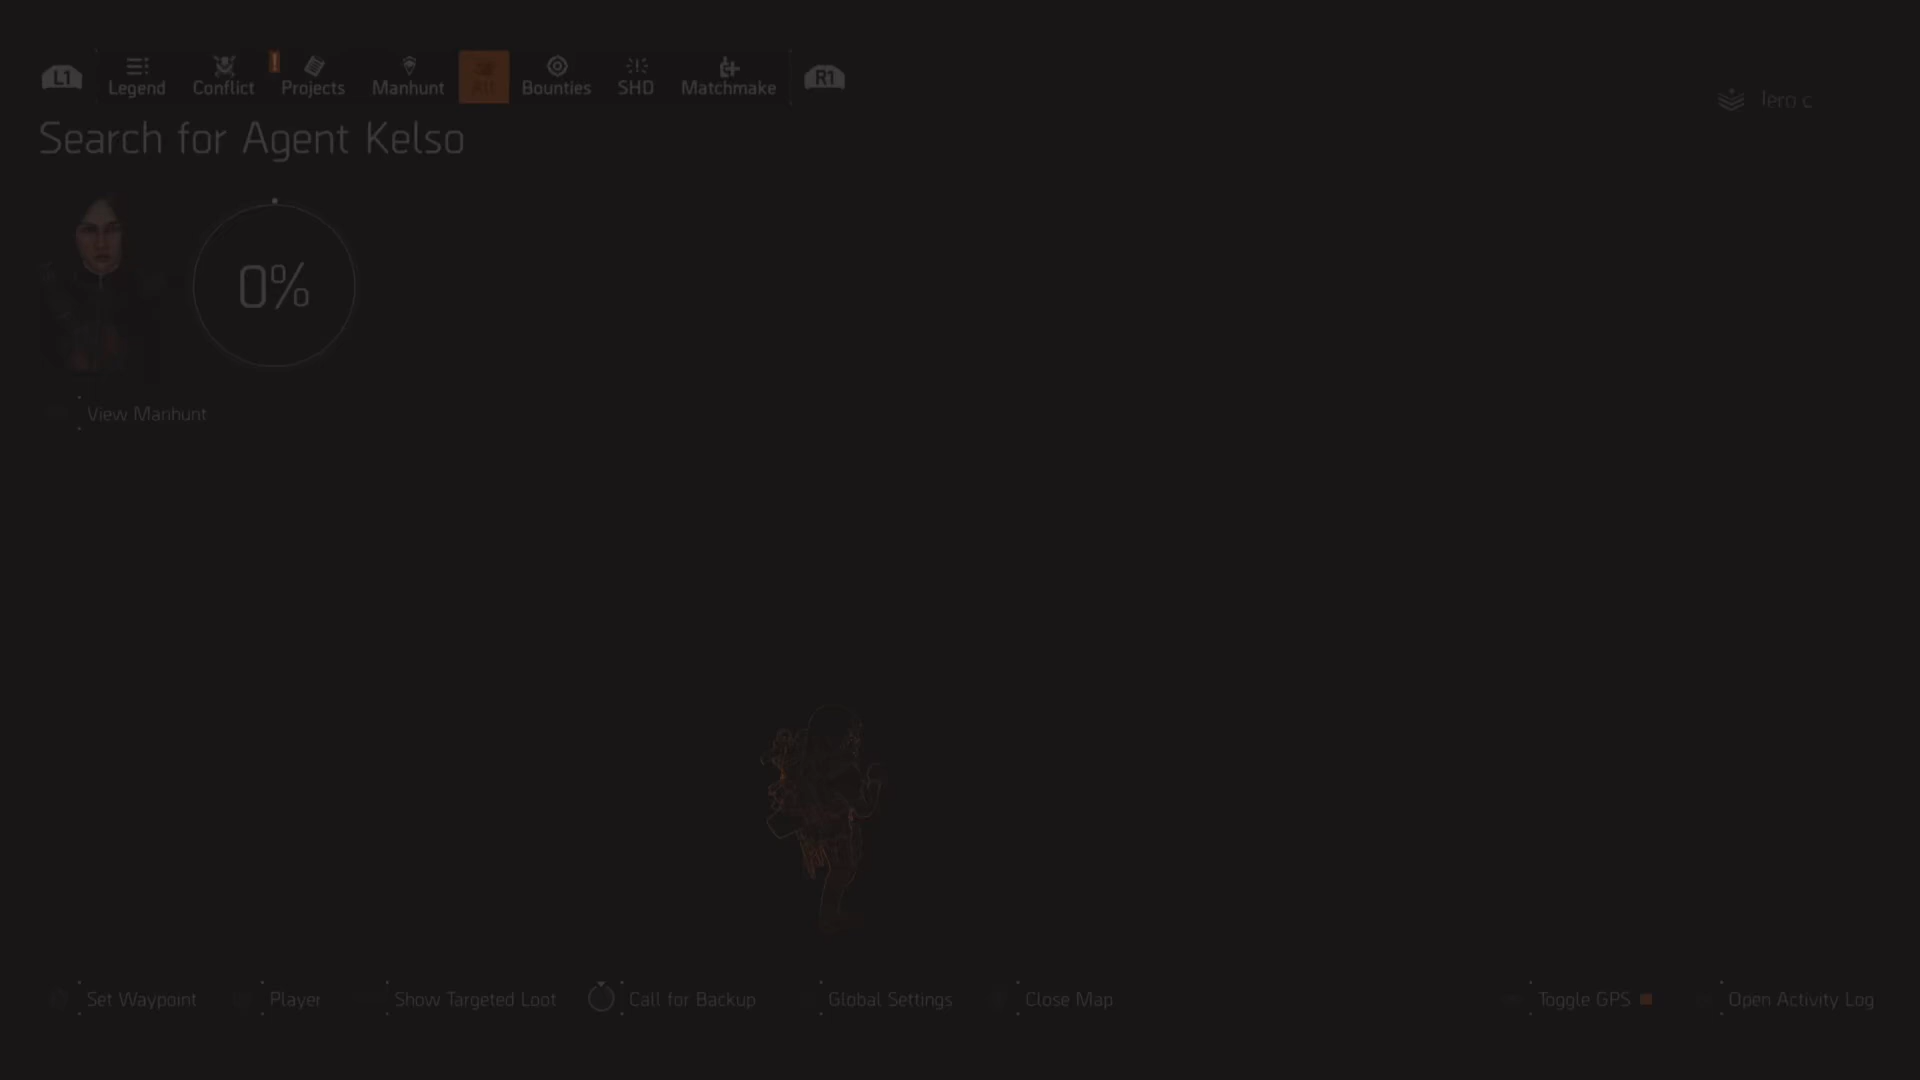 L1
Legend
Conflict
!
Projects
Manhunt
All
Bounties
SHD
Matchmake
R1
Search for Agent Kelso
0%
View Manhunt
Set Waypoint
Player
Show Targeted Loot
Call for Backup
Global Settings
Close Map
Toggle GPS
Open Activity Log